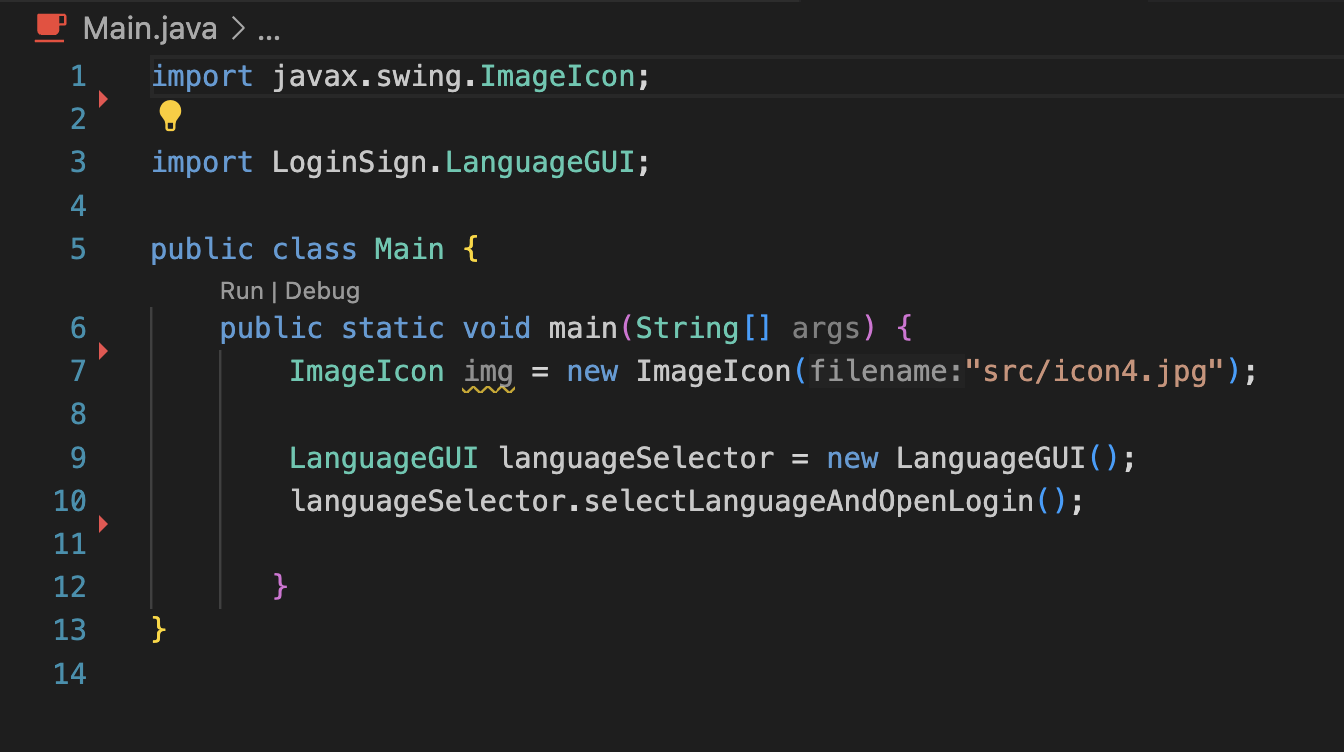 Main.java > ...
1 import javax.swing.ImageIcon;
2
3 import LoginSign.LanguageGUI;
4
5 public class Main {
Run | Debug
6 public static void main(String[] args) {
7 ImageIcon img = new ImageIcon(filename:"src/icon4.jpg");
8
9 LanguageGUI languageSelector = new LanguageGUI();
10 languageSelector.selectLanguageAndOpenLogin();
11
12 }
13 }
14